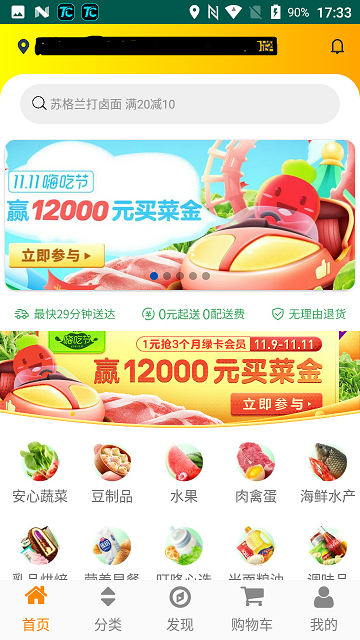 90% 17:33
苏格兰打卤面 满20减10
11.11嗨吃节
赢12000元买菜金
立即参与
最快29分钟送达 0元起送 0配送费 无理由退货
嗨吃节
1元抢3个月绿卡会员 11.9-11.11
赢12000元买菜金
立即参与
安心蔬菜 豆制品 水果 肉禽蛋 海鲜水产
乳品烘焙 营养早餐 叮咚心选 米面粮油 调味品
首页 分类 发现 购物车 我的